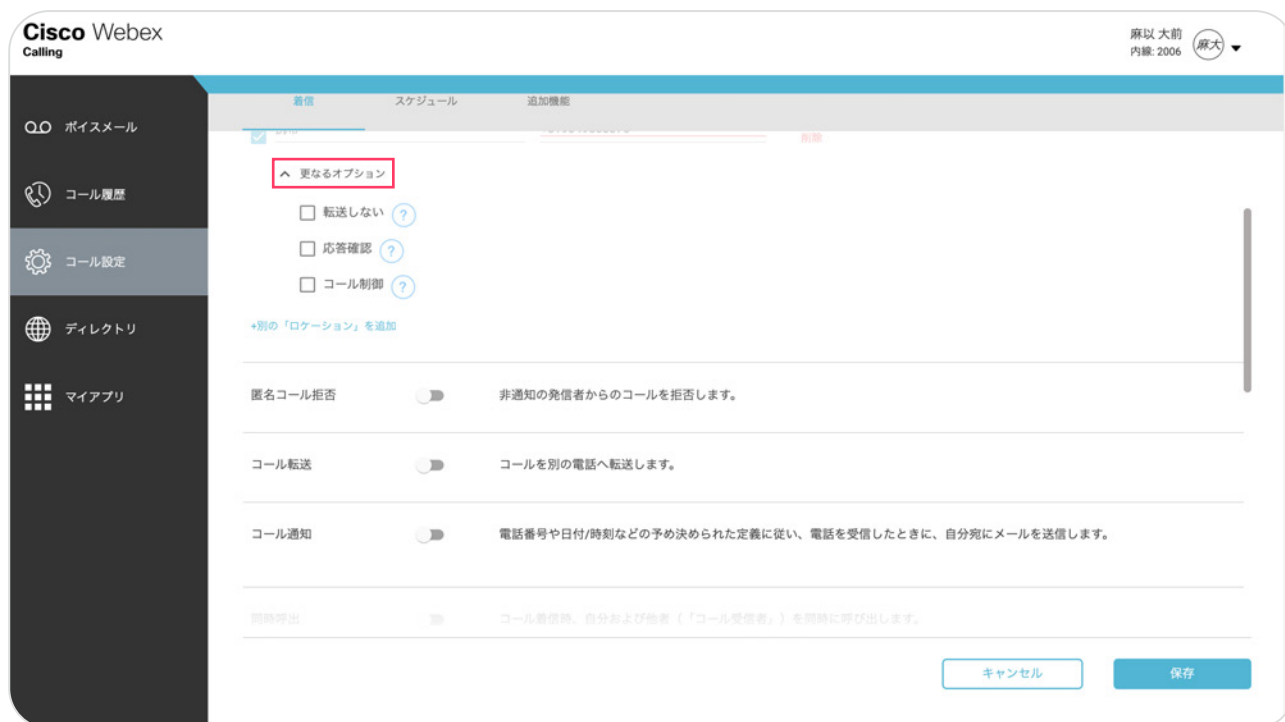 Cisco Webex
Calling
麻以 大前
内線: 2006
麻大
着信
スケジュール
追加機能
ボイスメール
コール履歴
コール設定
ディレクトリ
マイアプリ
削除
更なるオプション
転送しない ?
応答確認 ?
コール制御 ?
+別の「ロケーション」を追加
匿名コール拒否
非通知の発信者からのコールを拒否します。
コール転送
コールを別の電話へ転送します。
コール通知
電話番号や日付/時刻などの予め決められた定義に従い、電話を受信したときに、自分宛にメールを送信します。
同時呼出
コール着信時、自分および他者(「コール受信者」)を同時に呼び出します。
キャンセル
保存